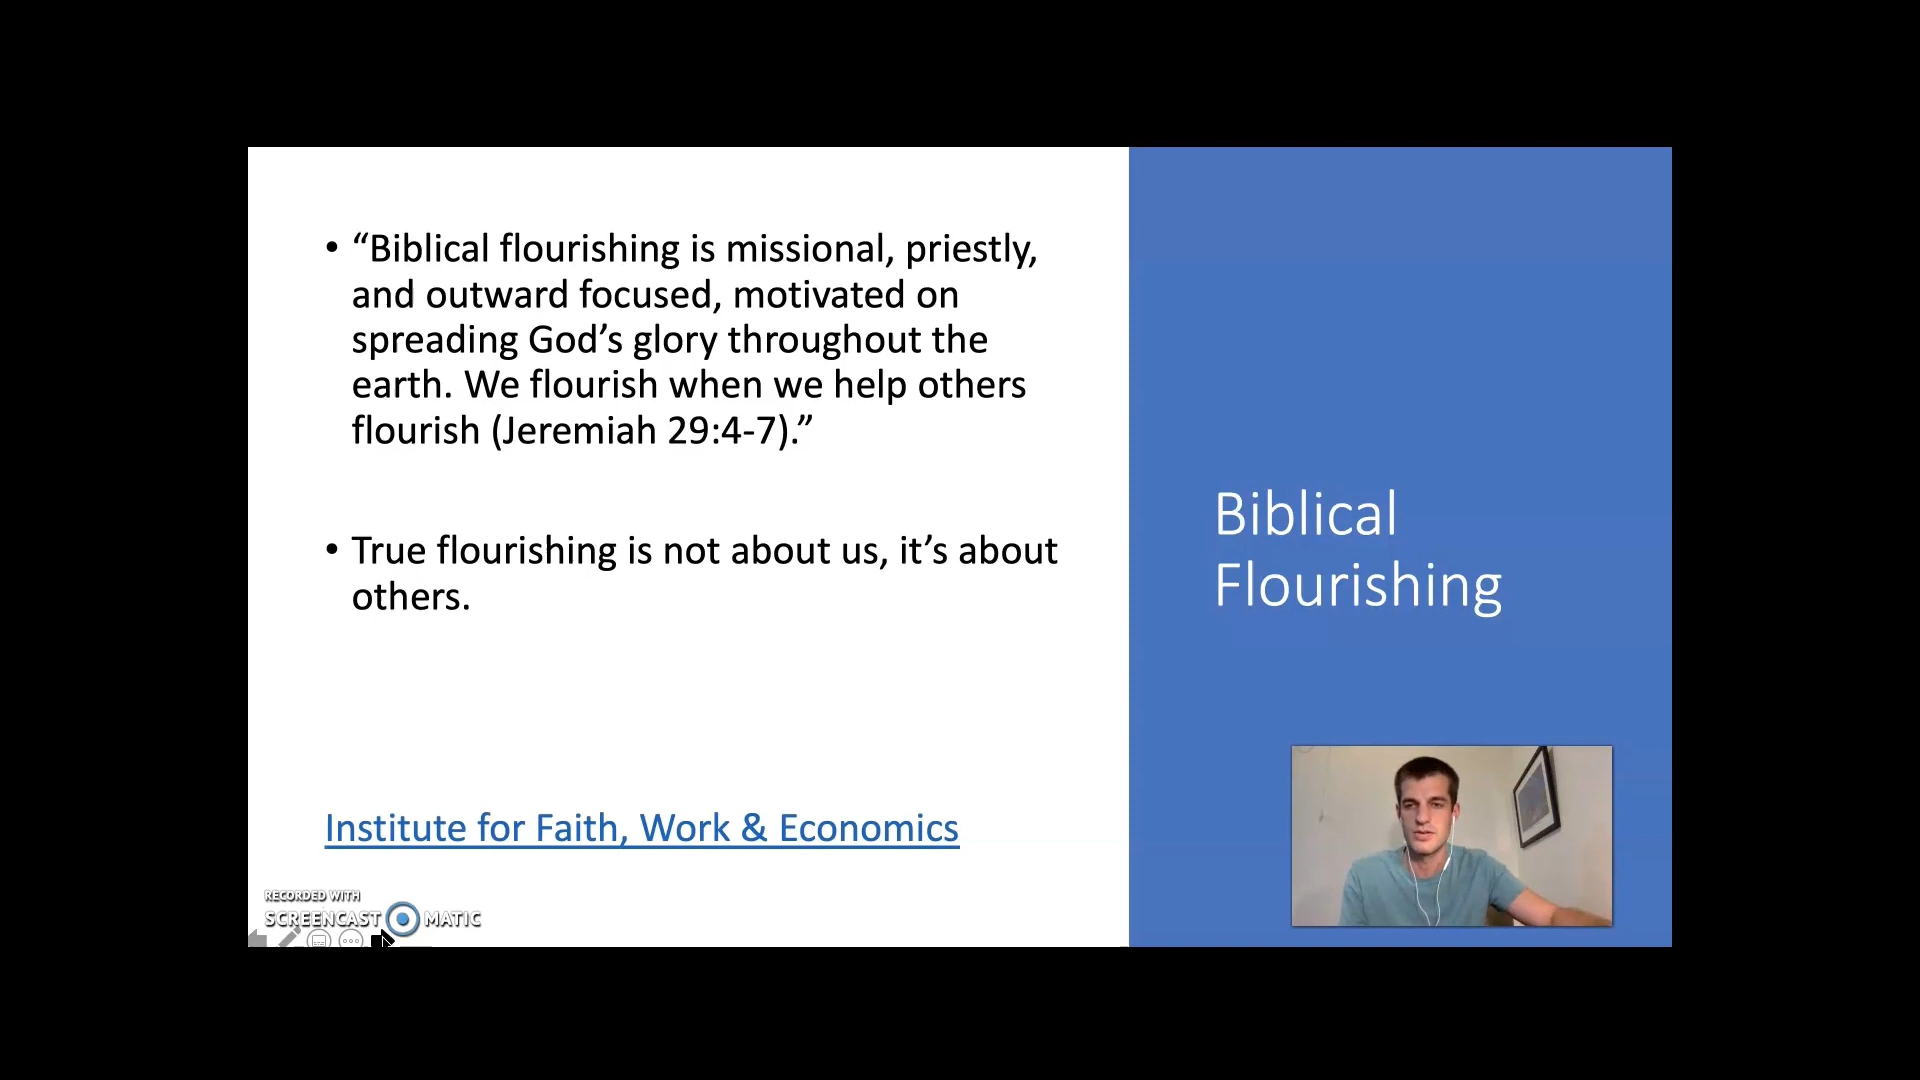 • “Biblical flourishing is missional, priestly,
and outward focused, motivated on
spreading God’s glory throughout the
earth. We flourish when we help others
flourish (Jeremiah 29:4-7).”
• True flourishing is not about us, it’s about
others.
Institute for Faith, Work & Economics
Biblical
Flourishing
RECORDED WITH
SCREENCAST MATIC